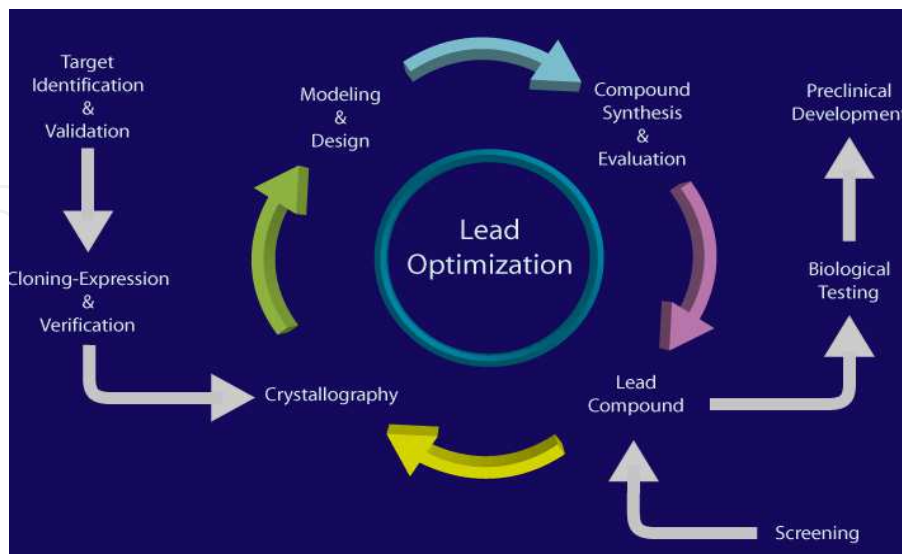 Target
Identification
&
Validation
Cloning-Expression
&
Verification
Crystallography
Modeling
&
Design
Lead
Optimization
Compound
Synthesis
&
Evaluation
Lead
Compound
Screening
Biological
Testing
Preclinical
Development